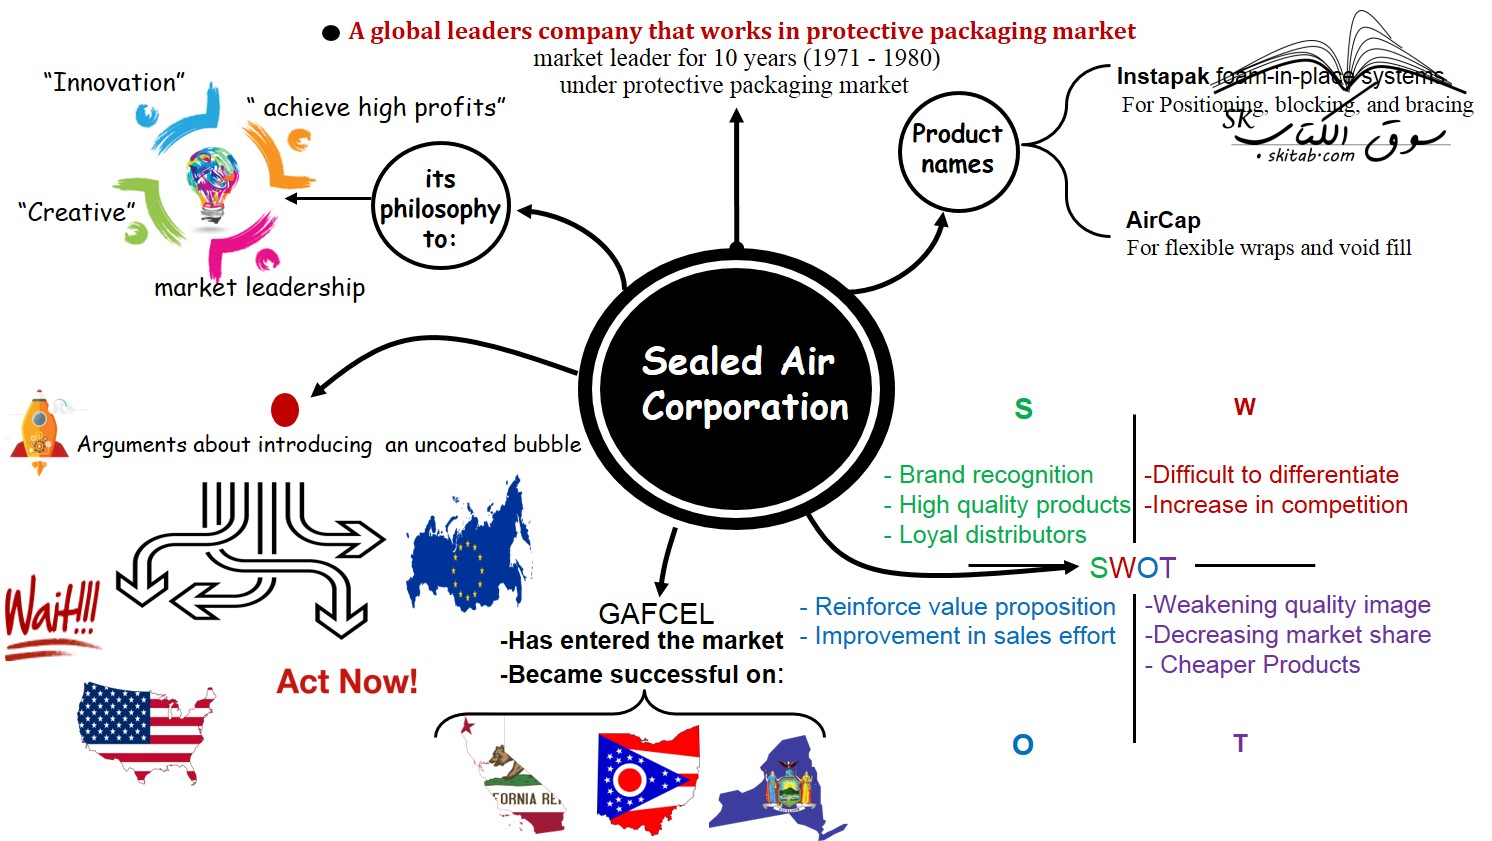 A global leaders company that works in protective packaging market
market leader for 10 years (1971 - 1980)
under protective packaging market
“Innovation”
“ achieve high profits”
“Creative”
market leadership
its
philosophy
to:
Product
names
Instapak foam-in-place systems
For Positioning, blocking, and bracing
SK سوق الكتاب
skitab.com
AirCap
For flexible wraps and void fill
Sealed Air
Corporation
Arguments about introducing an uncoated bubble
Wait!!!
Act Now!
GAFCEL
-Has entered the market
-Became successful on:
FORNIA RE
S
W
- Brand recognition
- High quality products
- Loyal distributors
-Difficult to differentiate
-Increase in competition
SWOT
- Reinforce value proposition
- Improvement in sales effort
-Weakening quality image
-Decreasing market share
- Cheaper Products
O
T